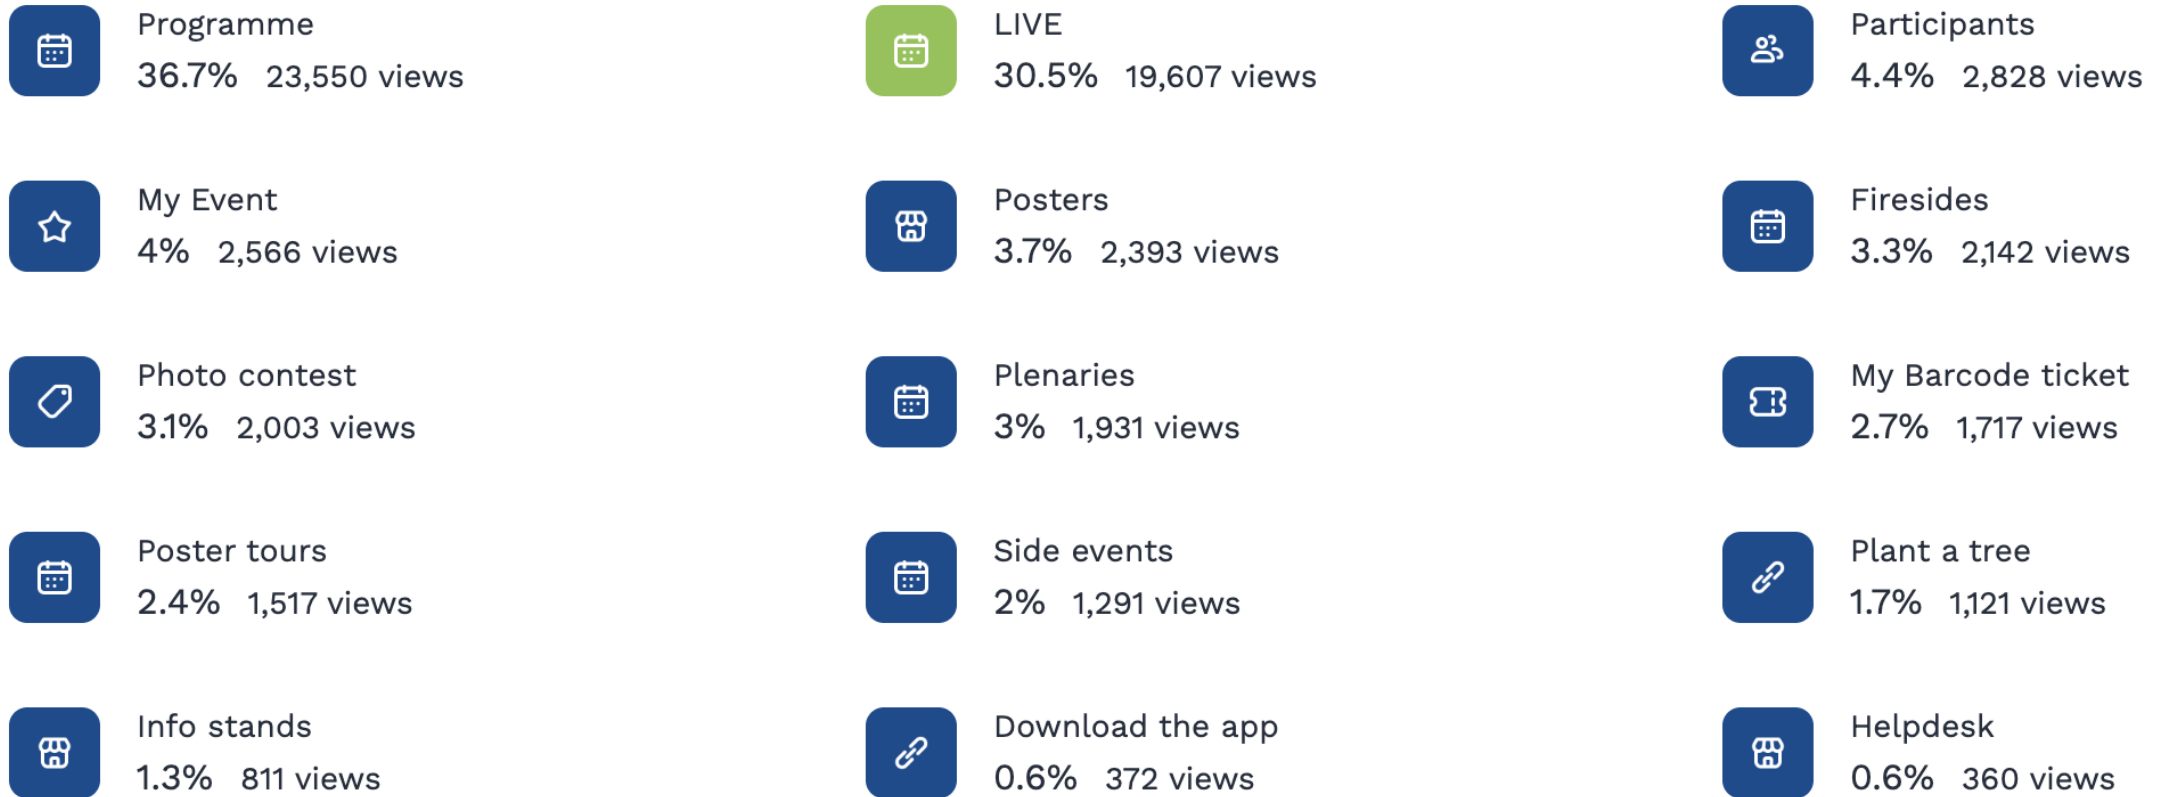 Programme
36.7% 23,550 views
LIVE
30.5% 19,607 views
Participants
4.4% 2,828 views
My Event
4% 2,566 views
Posters
3.7% 2,393 views
Firesides
3.3% 2,142 views
Photo contest
3.1% 2,003 views
Plenaries
3% 1,931 views
My Barcode ticket
2.7% 1,717 views
Poster tours
2.4% 1,517 views
Side events
2% 1,291 views
Plant a tree
1.7% 1,121 views
Info stands
1.3% 811 views
Download the app
0.6% 372 views
Helpdesk
0.6% 360 views